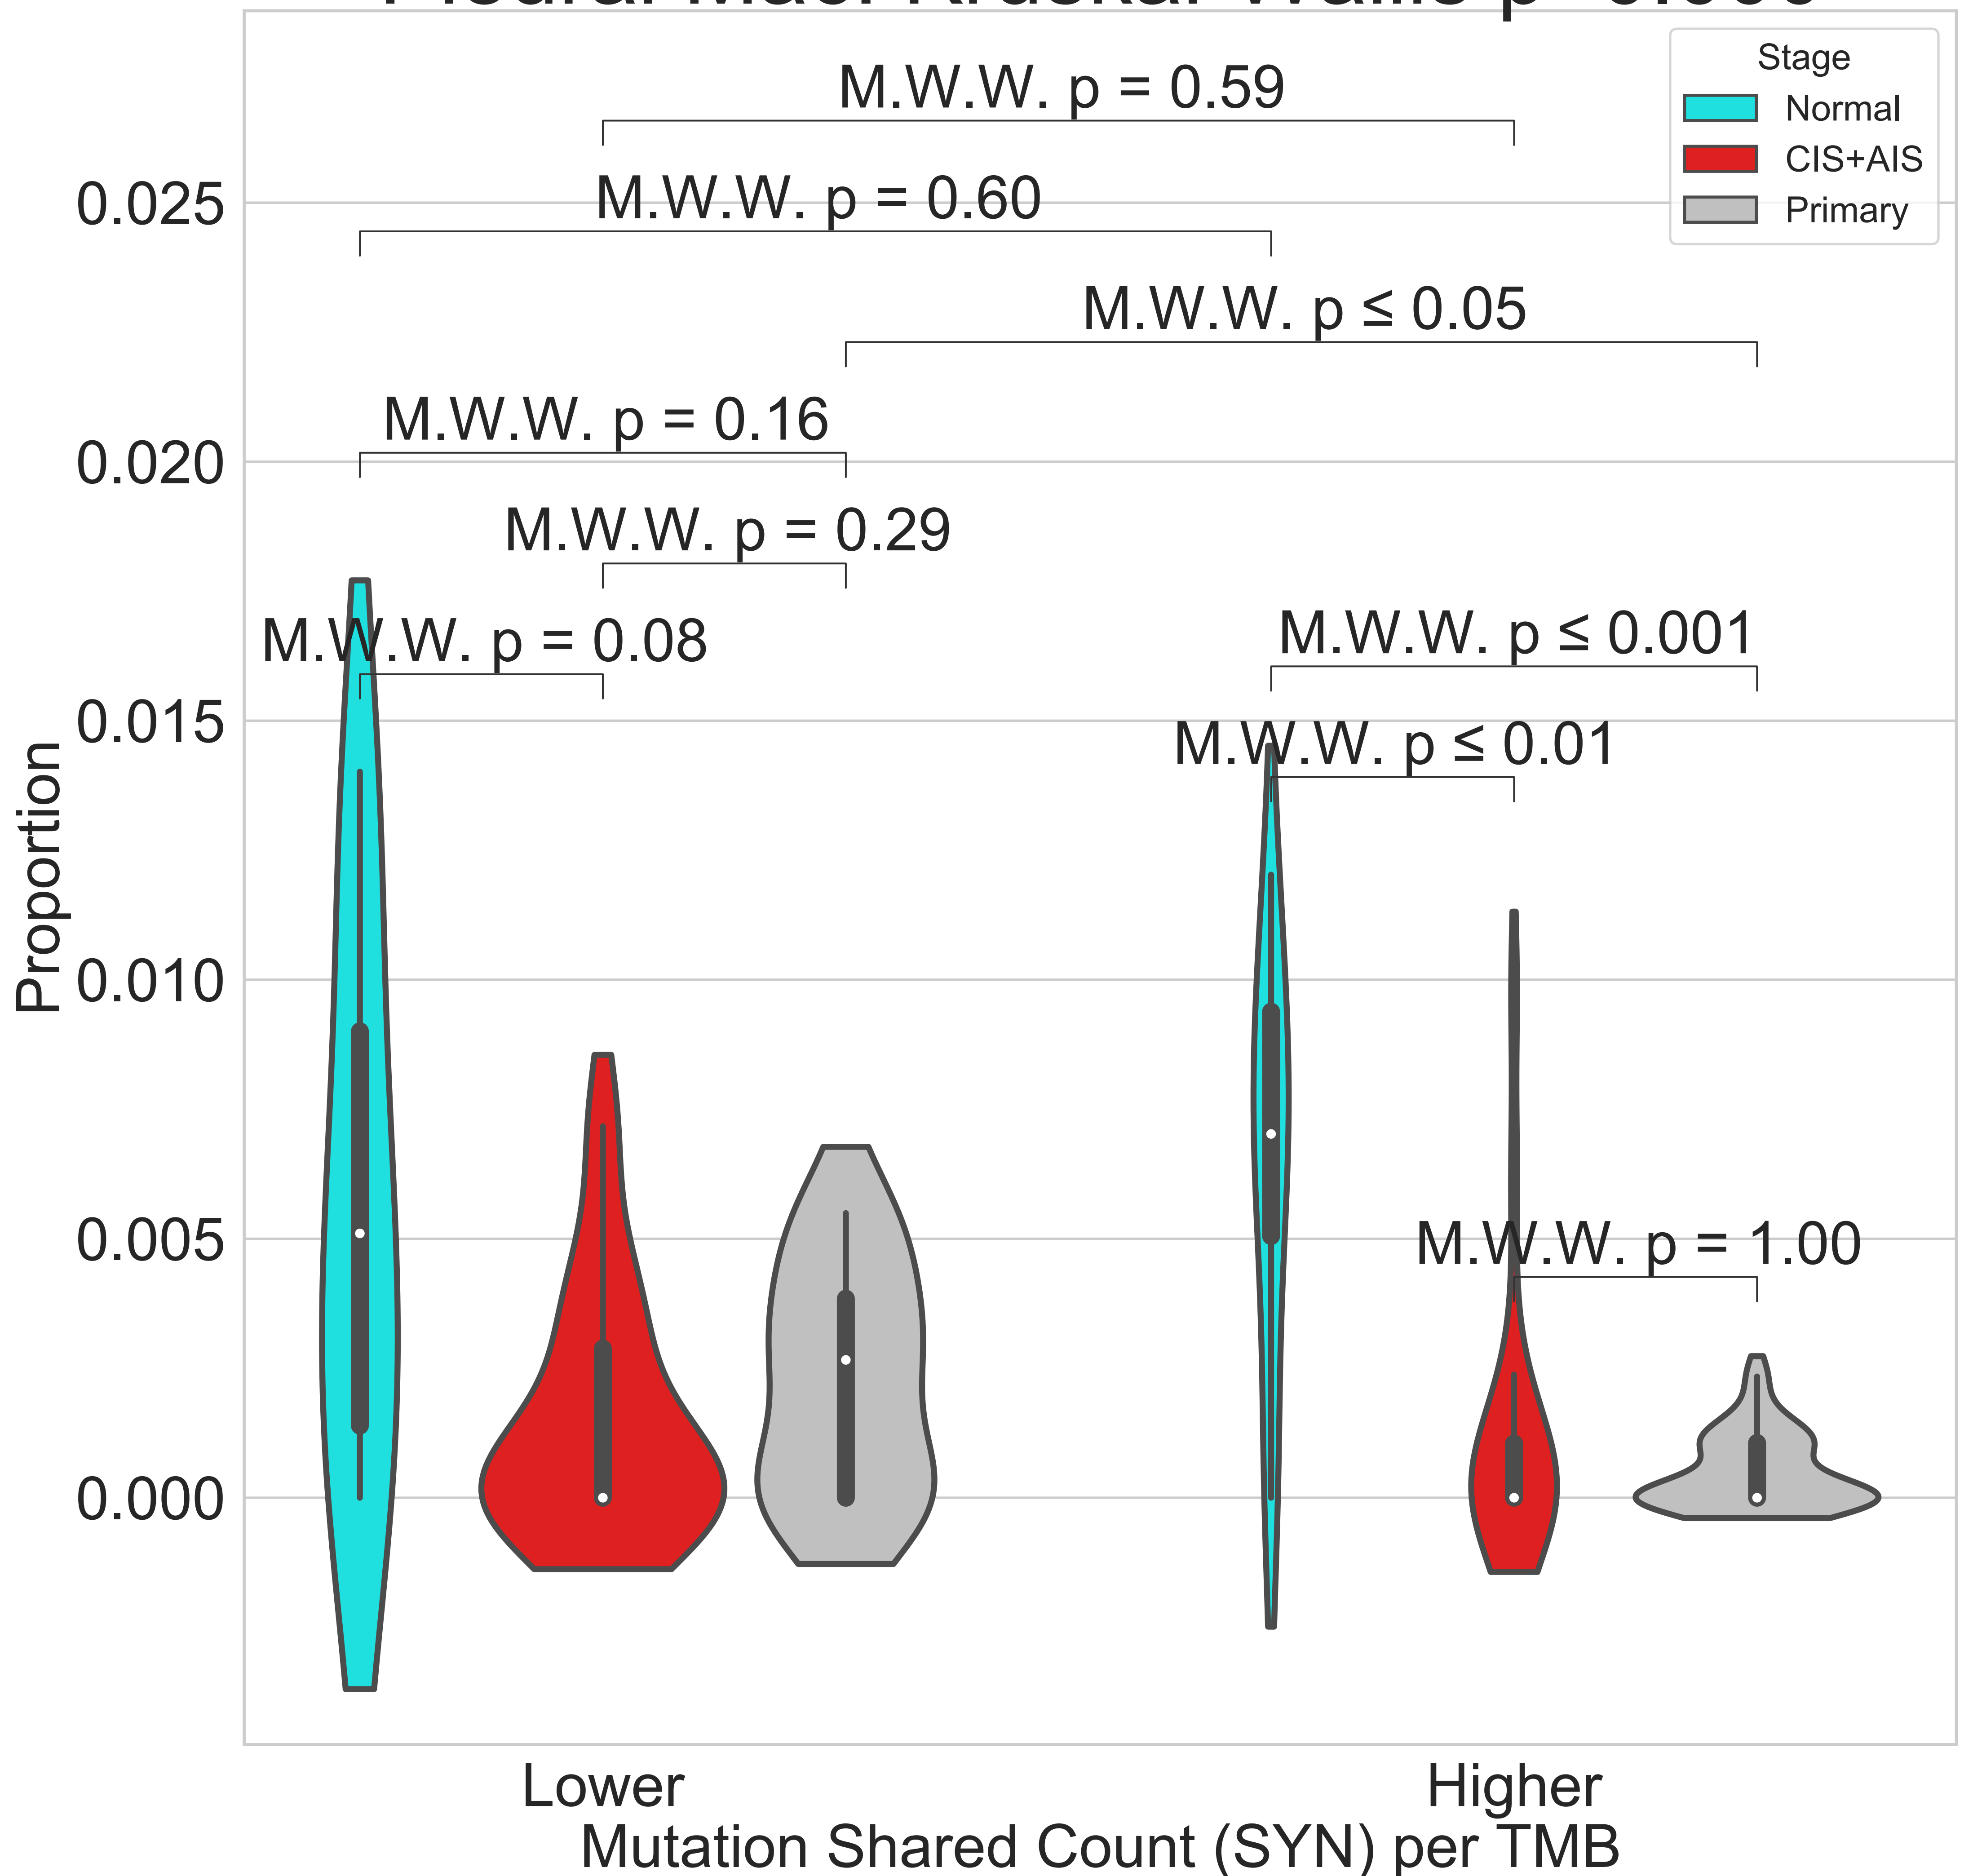 Stage
Normal
CIS+AIS
Primary
M.W.W. p = 0.59
M.W.W. p = 0.60
M.W.W. p ≤ 0.05
M.W.W. p = 0.16
M.W.W. p = 0.29
M.W.W. p = 0.08
M.W.W. p ≤ 0.001
M.W.W. p ≤ 0.01
M.W.W. p = 1.00
0.025
0.020
0.015
0.010
0.005
0.000
Proportion
Lower
Higher
Mutation Shared Count (SYN) per TMB